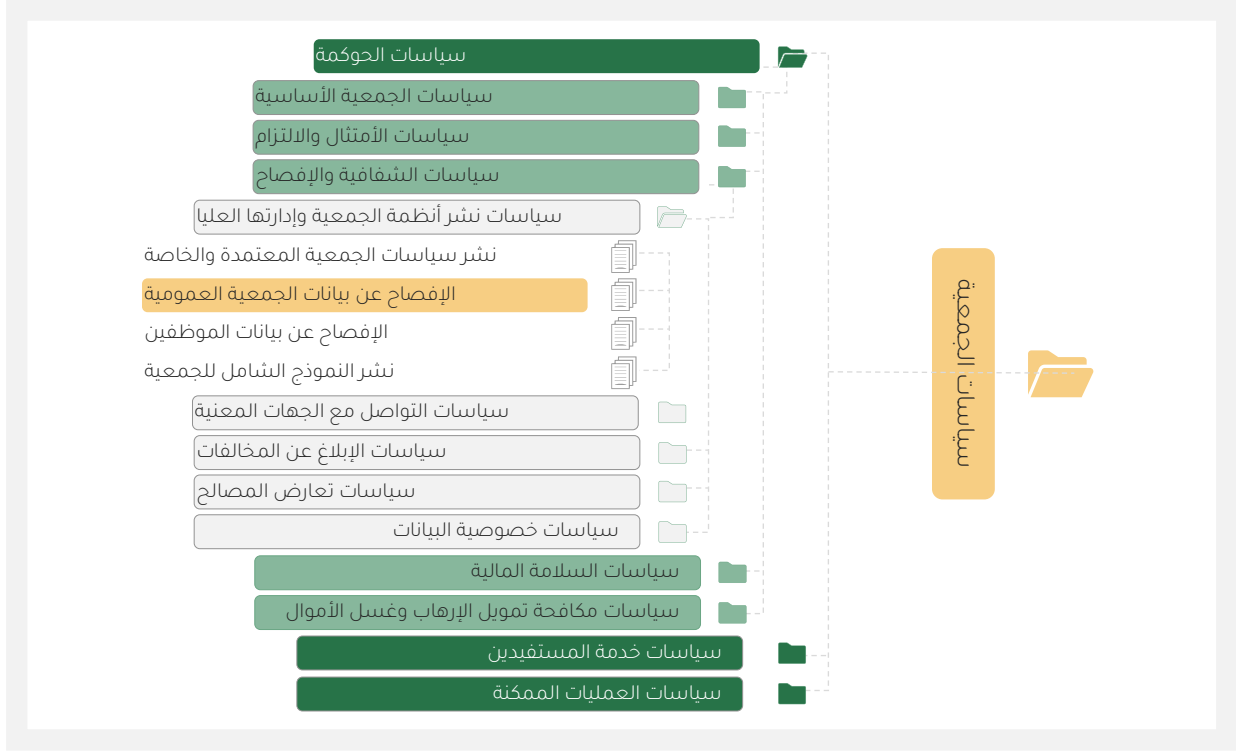 سياسات الجمعية
سياسات الحوكمة
سياسات الجمعية الأساسية
سياسات الأمتثال والالتزام
سياسات الشفافية والإفصاح
سياسات نشر أنظمة الجمعية وإدارتها العليا
نشر سياسات الجمعية المعتمدة والخاصة
الإفصاح عن بيانات الجمعية العمومية
الإفصاح عن بيانات الموظفين
نشر النموذج الشامل للجمعية
سياسات التواصل مع الجهات المعنية
سياسات الإبلاغ عن المخالفات
سياسات تعارض المصالح
سياسات خصوصية البيانات
سياسات السلامة المالية
سياسات مكافحة تمويل الإرهاب وغسل الأموال
سياسات خدمة المستفيدين
سياسات العمليات الممكنة